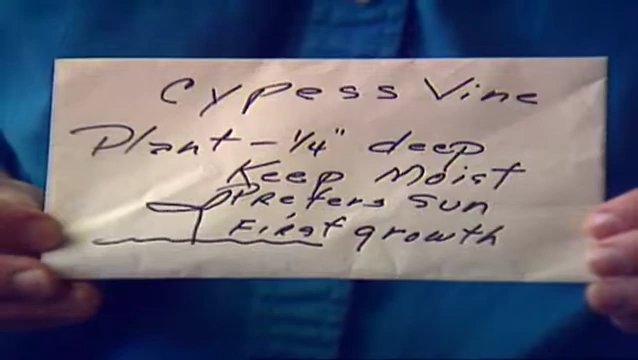 Cypess Vine
Plant - 1/4" deep
Keep Moist
Prefers Sun
First growth